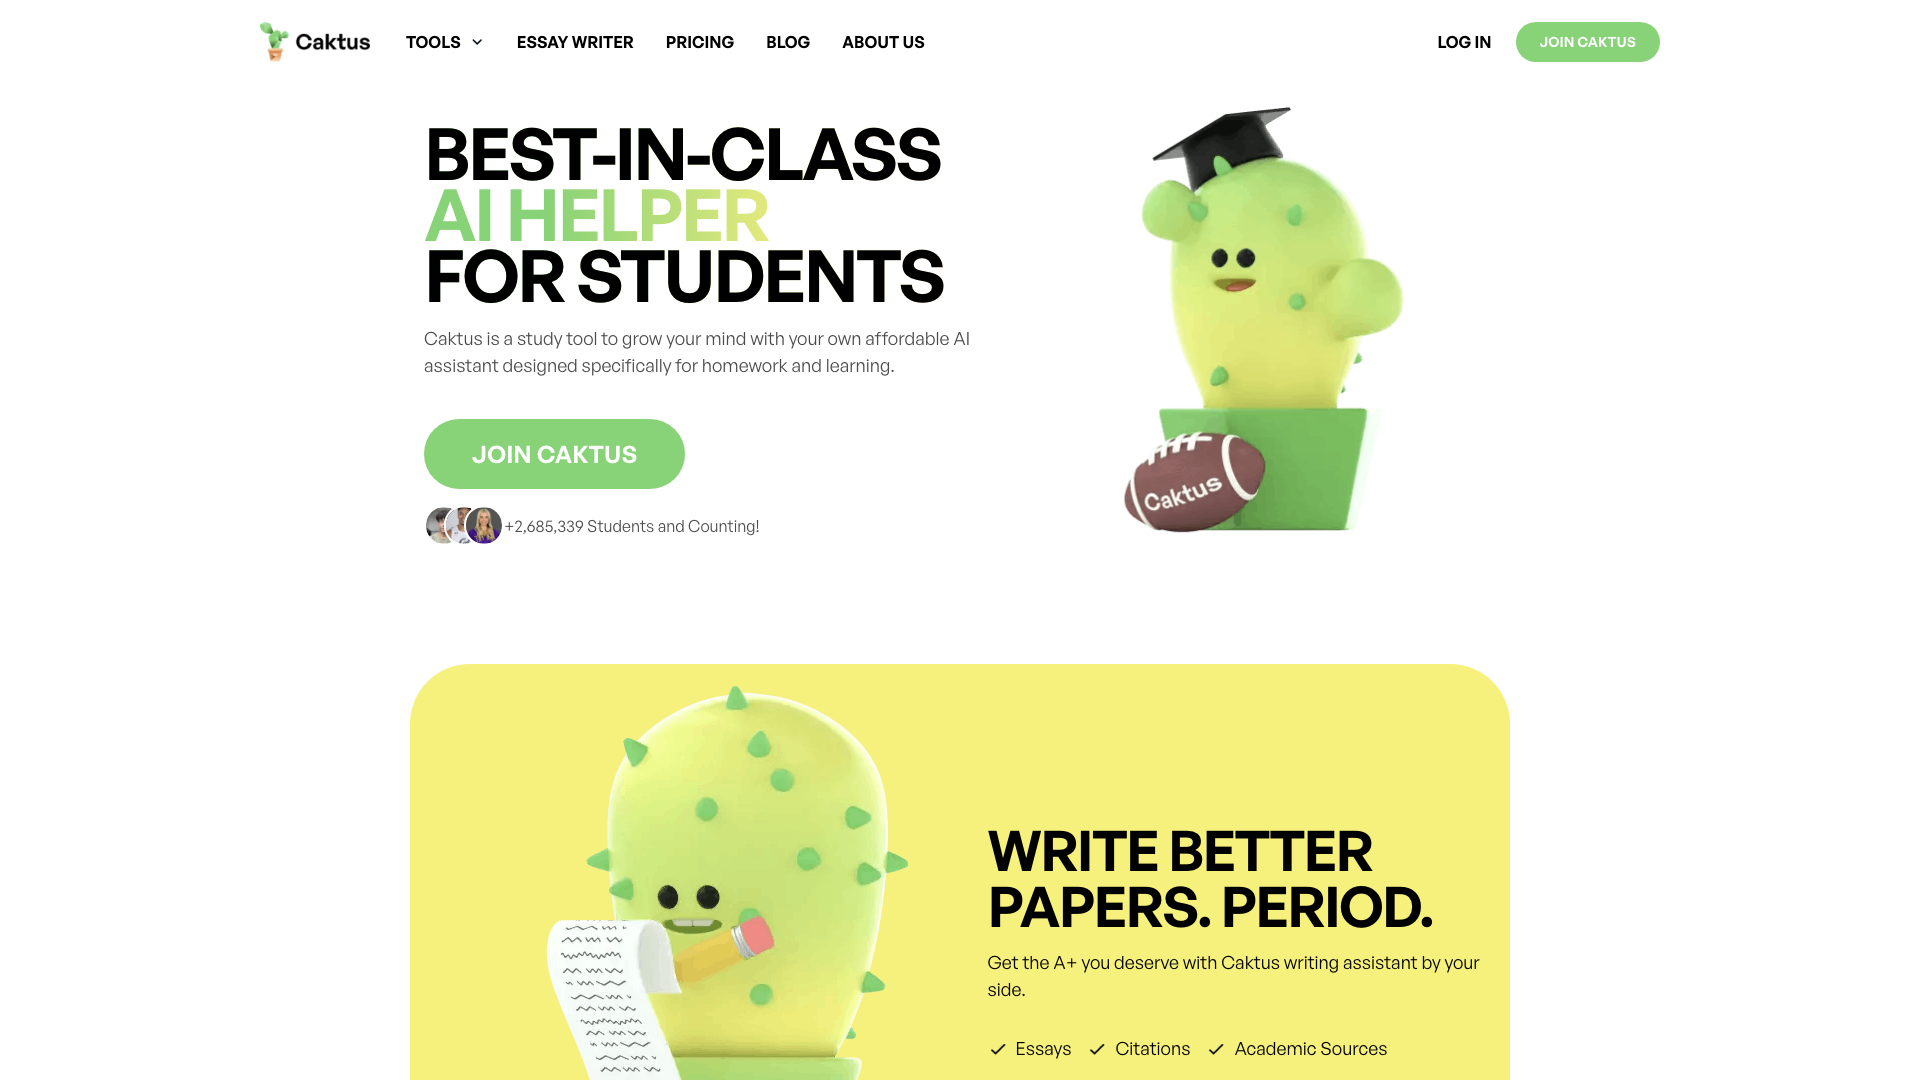 Caktus
TOOLS
ESSAY WRITER
PRICING
BLOG
ABOUT US
LOG IN
JOIN CAKTUS
BEST-IN-CLASS
AI HELPER
FOR STUDENTS
Caktus is a study tool to grow your mind with your own affordable AI
assistant designed specifically for homework and learning.
JOIN CAKTUS
+2,685,339 Students and Counting!
Caktus
WRITE BETTER
PAPERS. PERIOD.
Get the A+ you deserve with Caktus writing assistant by your
side.
Essays
Citations
Academic Sources